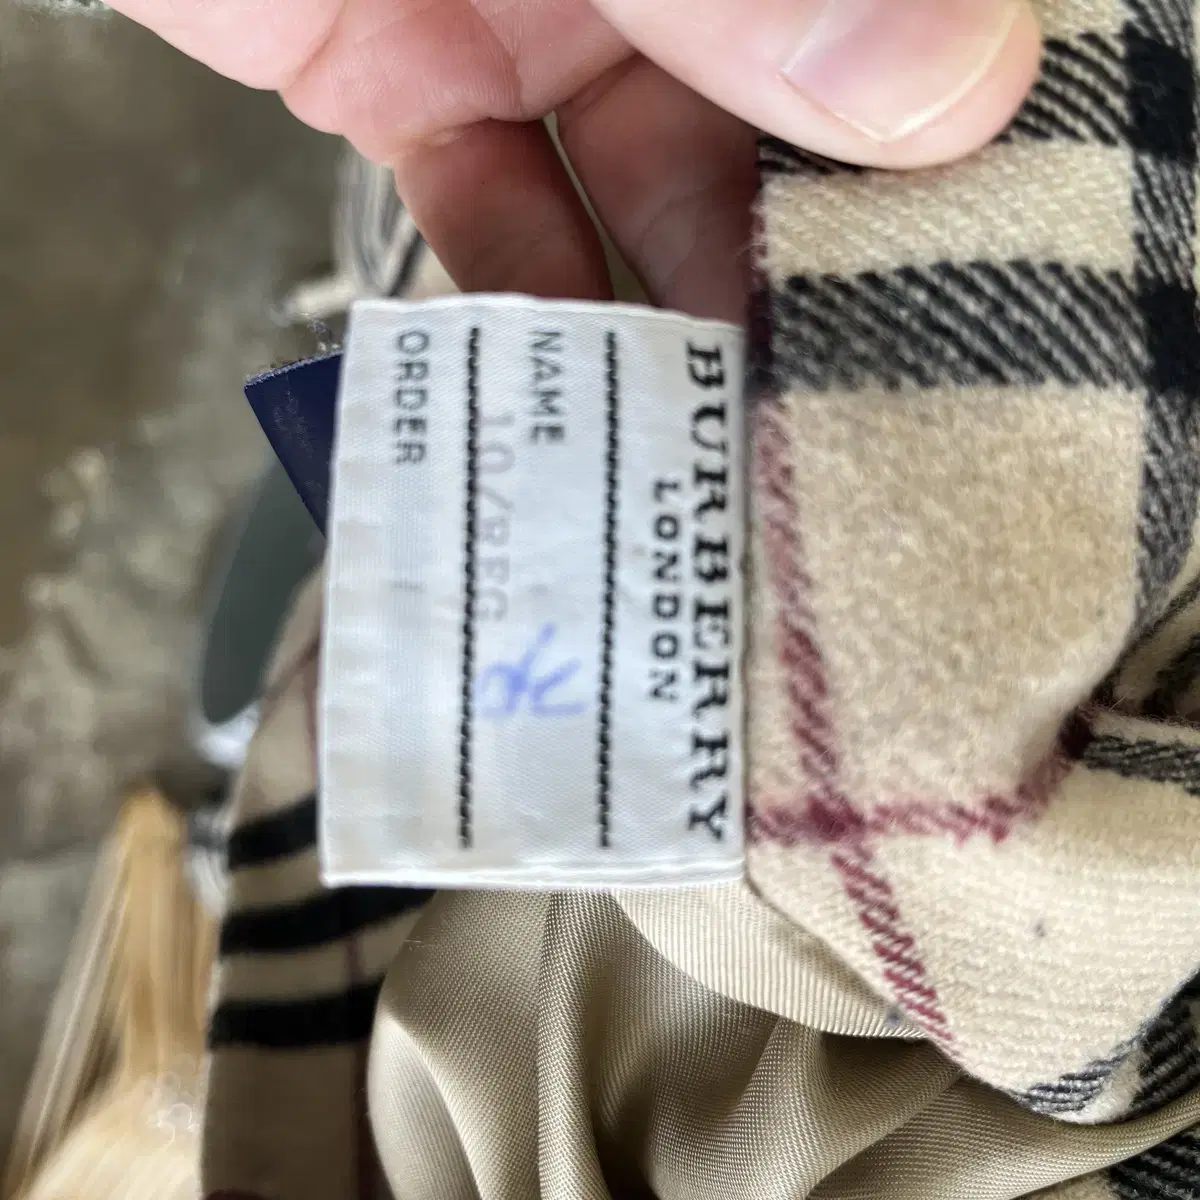 BURBERRY
LONDON
NAME
10/REG
ORDER